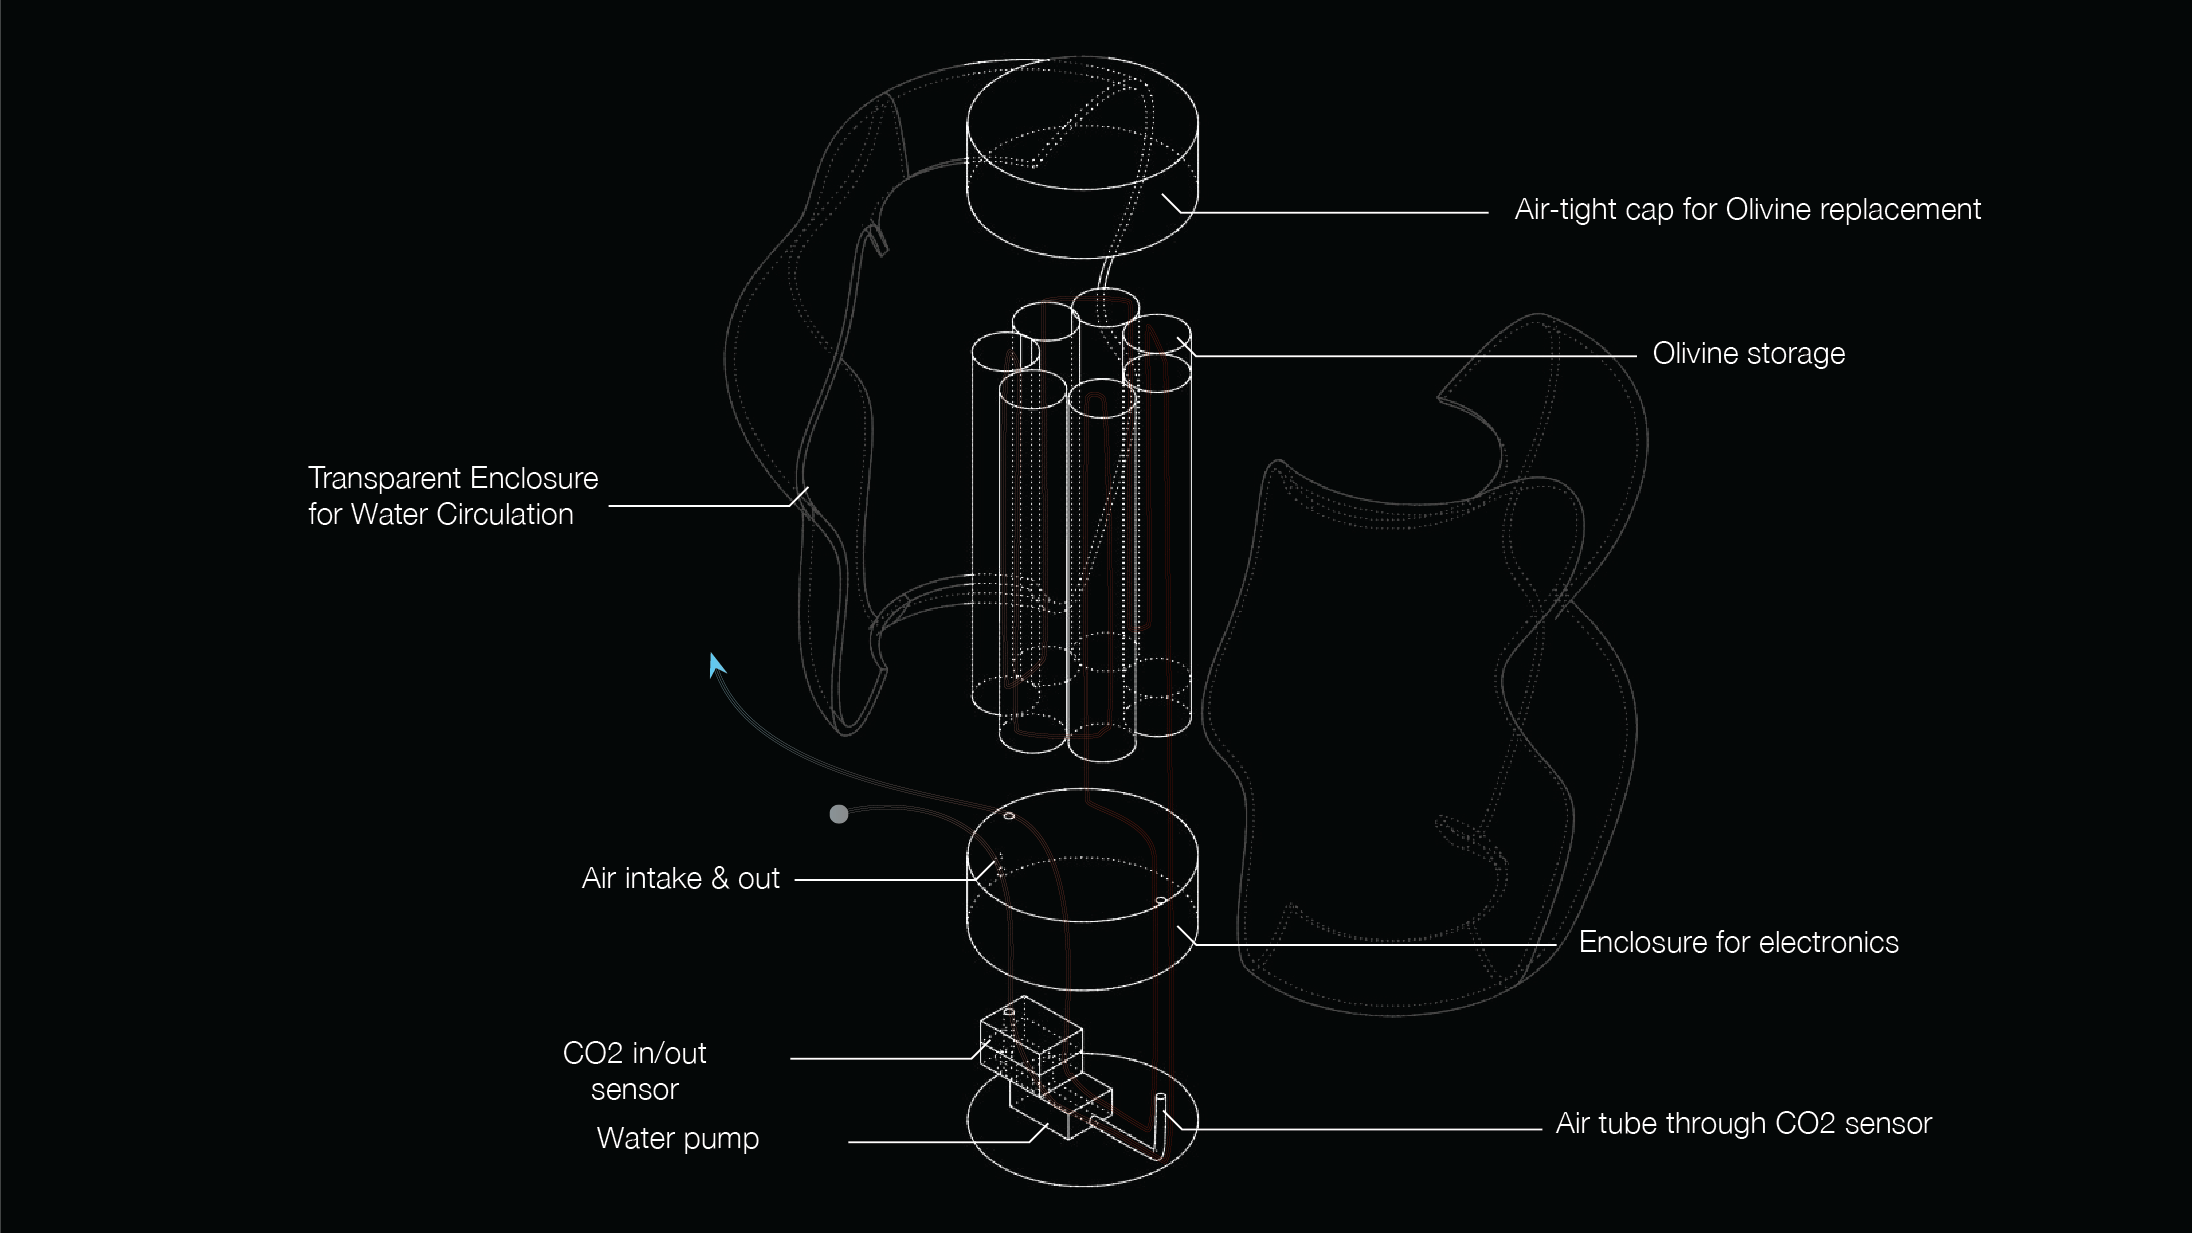 Air-tight cap for Olivine replacement
Olivine storage
Transparent Enclosure
for Water Circulation
Air intake & out
Enclosure for electronics
CO2 in/out
sensor
Air tube through CO2 sensor
Water pump